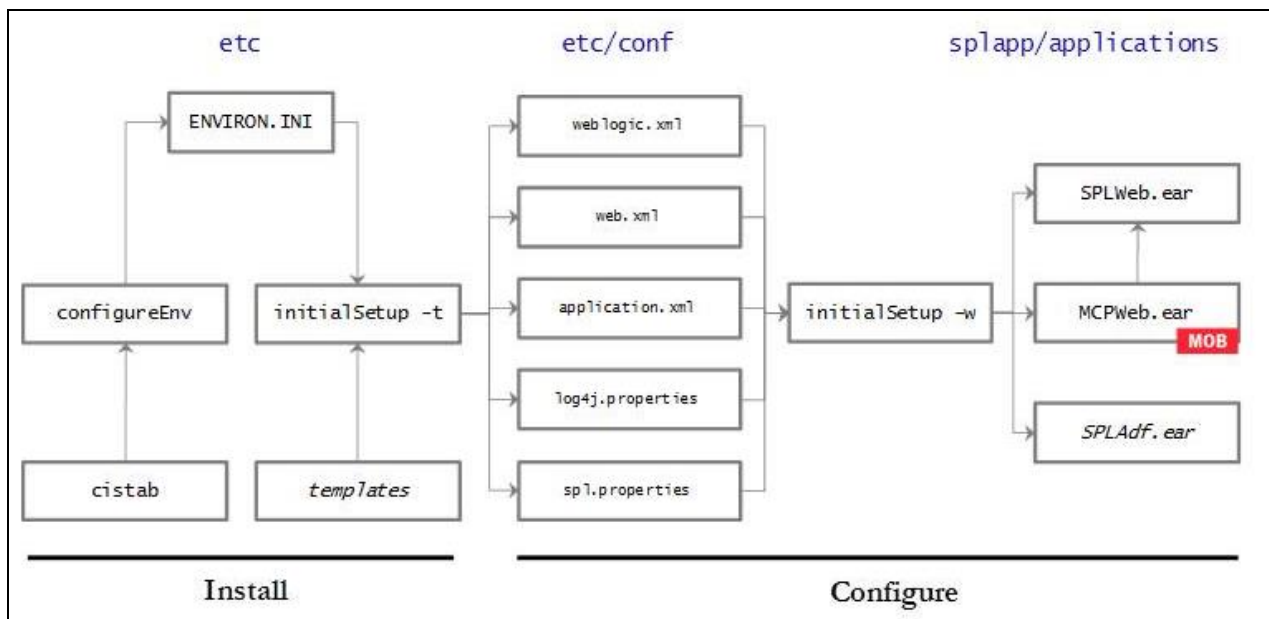 etc
etc/conf
splapp/applications
ENVIRON.INI
weblogic.xml
SPLWeb.ear
web.xml
configureEnv
initialSetup -t
application.xml
initialSetup -w
MCPWeb.ear
MOB
log4j.properties
SPLAdf.ear
cistab
templates
spl.properties
Install
Configure